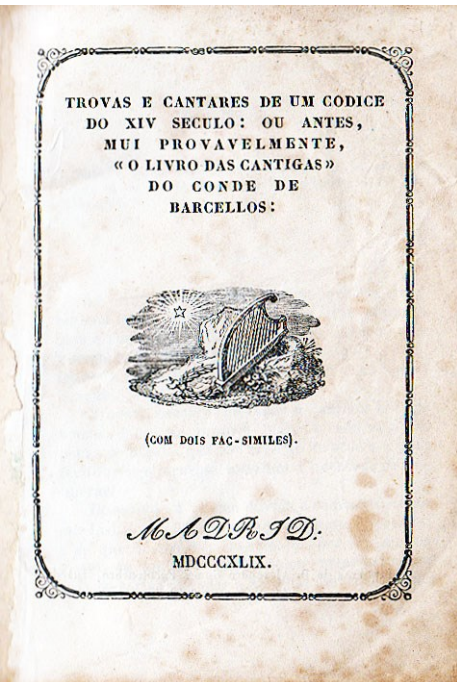 TROVAS E CANTARES DE UM CODICE
DO XIV SECULO: OU ANTES,
MUI PROVAVELMENTE,
«O LIVRO DAS CANTIGAS»
DO CONDE DE
BARCELLOS:
(COM DOIS FAC-SIMILES).
MADRID:
MDCCCXLIX.